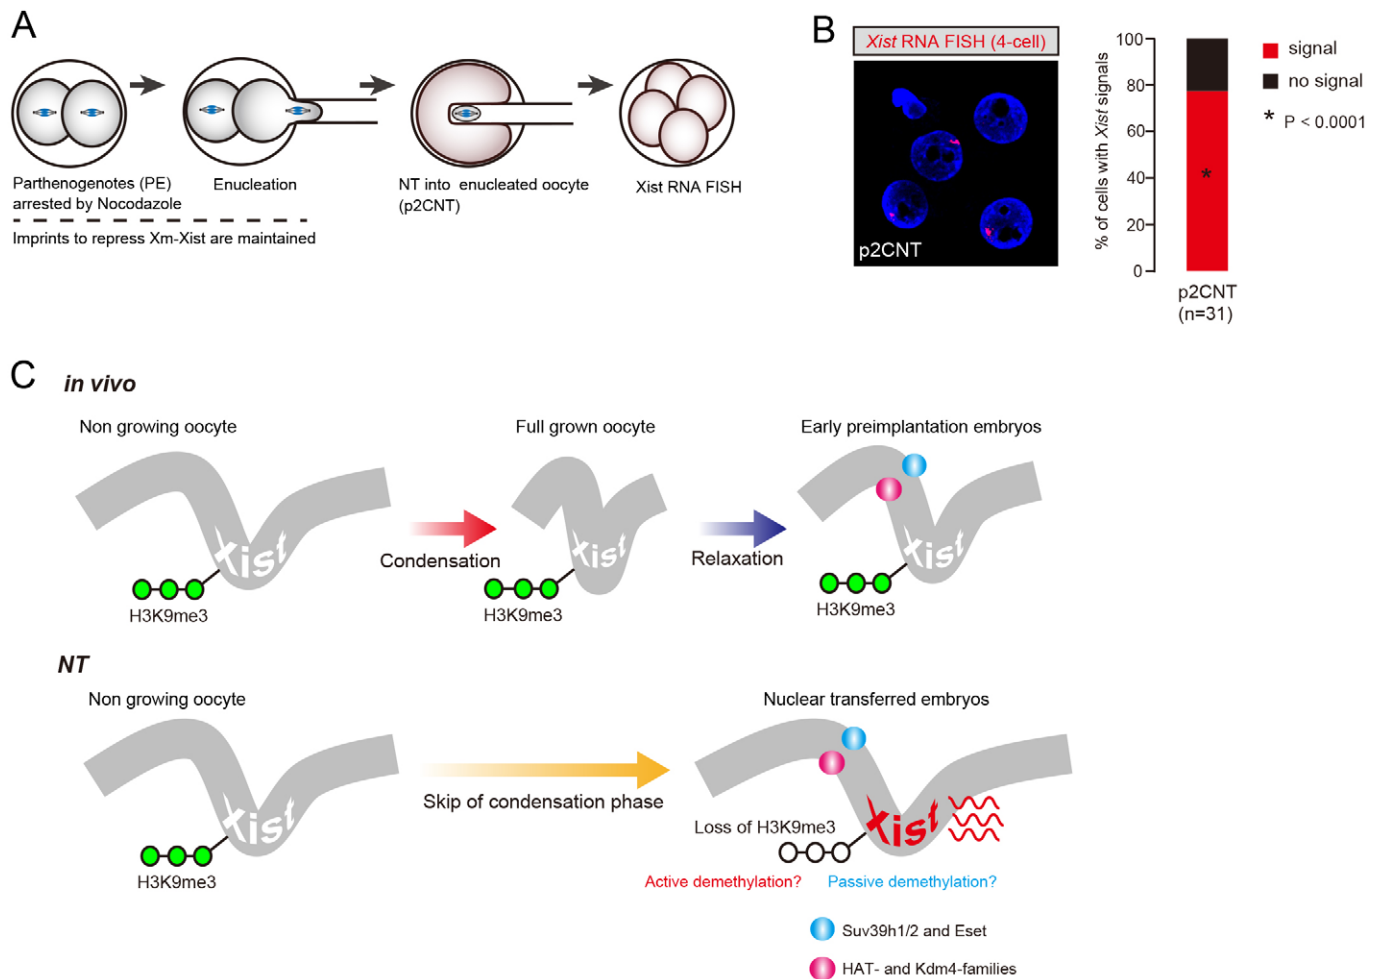 A
Parthenogenotes (PE)
arrested by Nocodazole
Imprints to repress Xm-Xist are maintained
Enucleation
NT into enucleated oocyte
(p2CNT)
Xist RNA FISH
B
Xist RNA FISH (4-cell)
p2CNT
% of cells with Xist signals
100
80
60
40
20
0
*
p2CNT
(n=31)
signal
no signal
* P < 0.0001
C
in vivo
Non growing oocyte
Xist
H3K9me3
Condensation
Full grown oocyte
Xist
H3K9me3
Relaxation
Early preimplantation embryos
Xist
H3K9me3
NT
Non growing oocyte
Xist
H3K9me3
Skip of condensation phase
Nuclear transferred embryos
Xist
Loss of H3K9me3
Active demethylation?
Passive demethylation?
Suv39h1/2 and Eset
HAT- and Kdm4-families